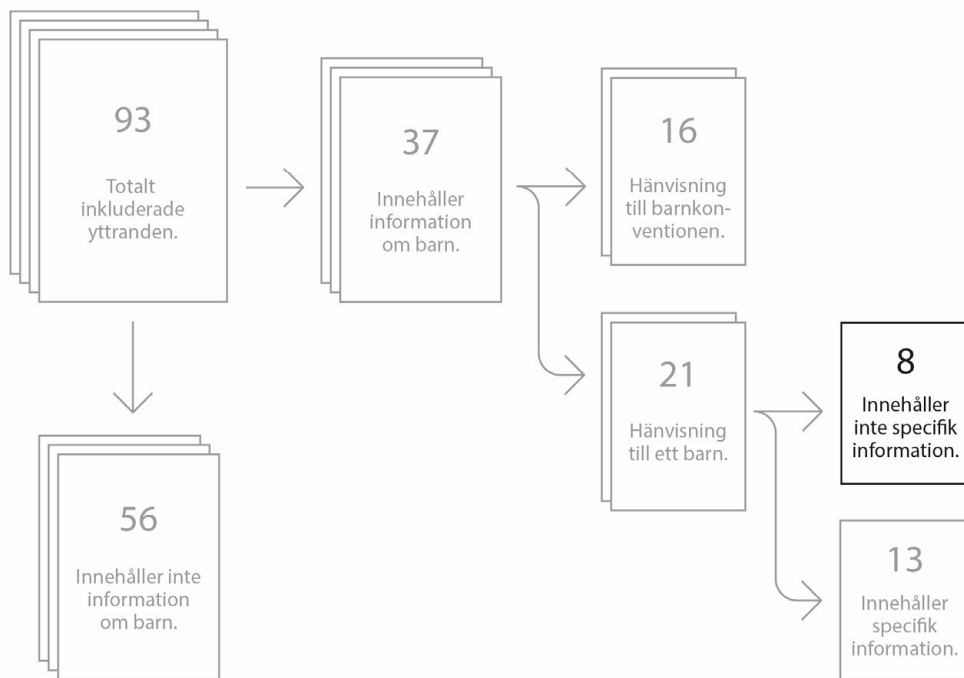 93
Totalt
inkluderade
yttranden.
37
Innehåller
information
om barn.
16
Hänvisning
till barnkon-
ventionen.
21
Hänvisning
till ett barn.
8
Innehåller
inte specifik
information.
13
Innehåller
specifik
information.
56
Innehåller inte
information
om barn.